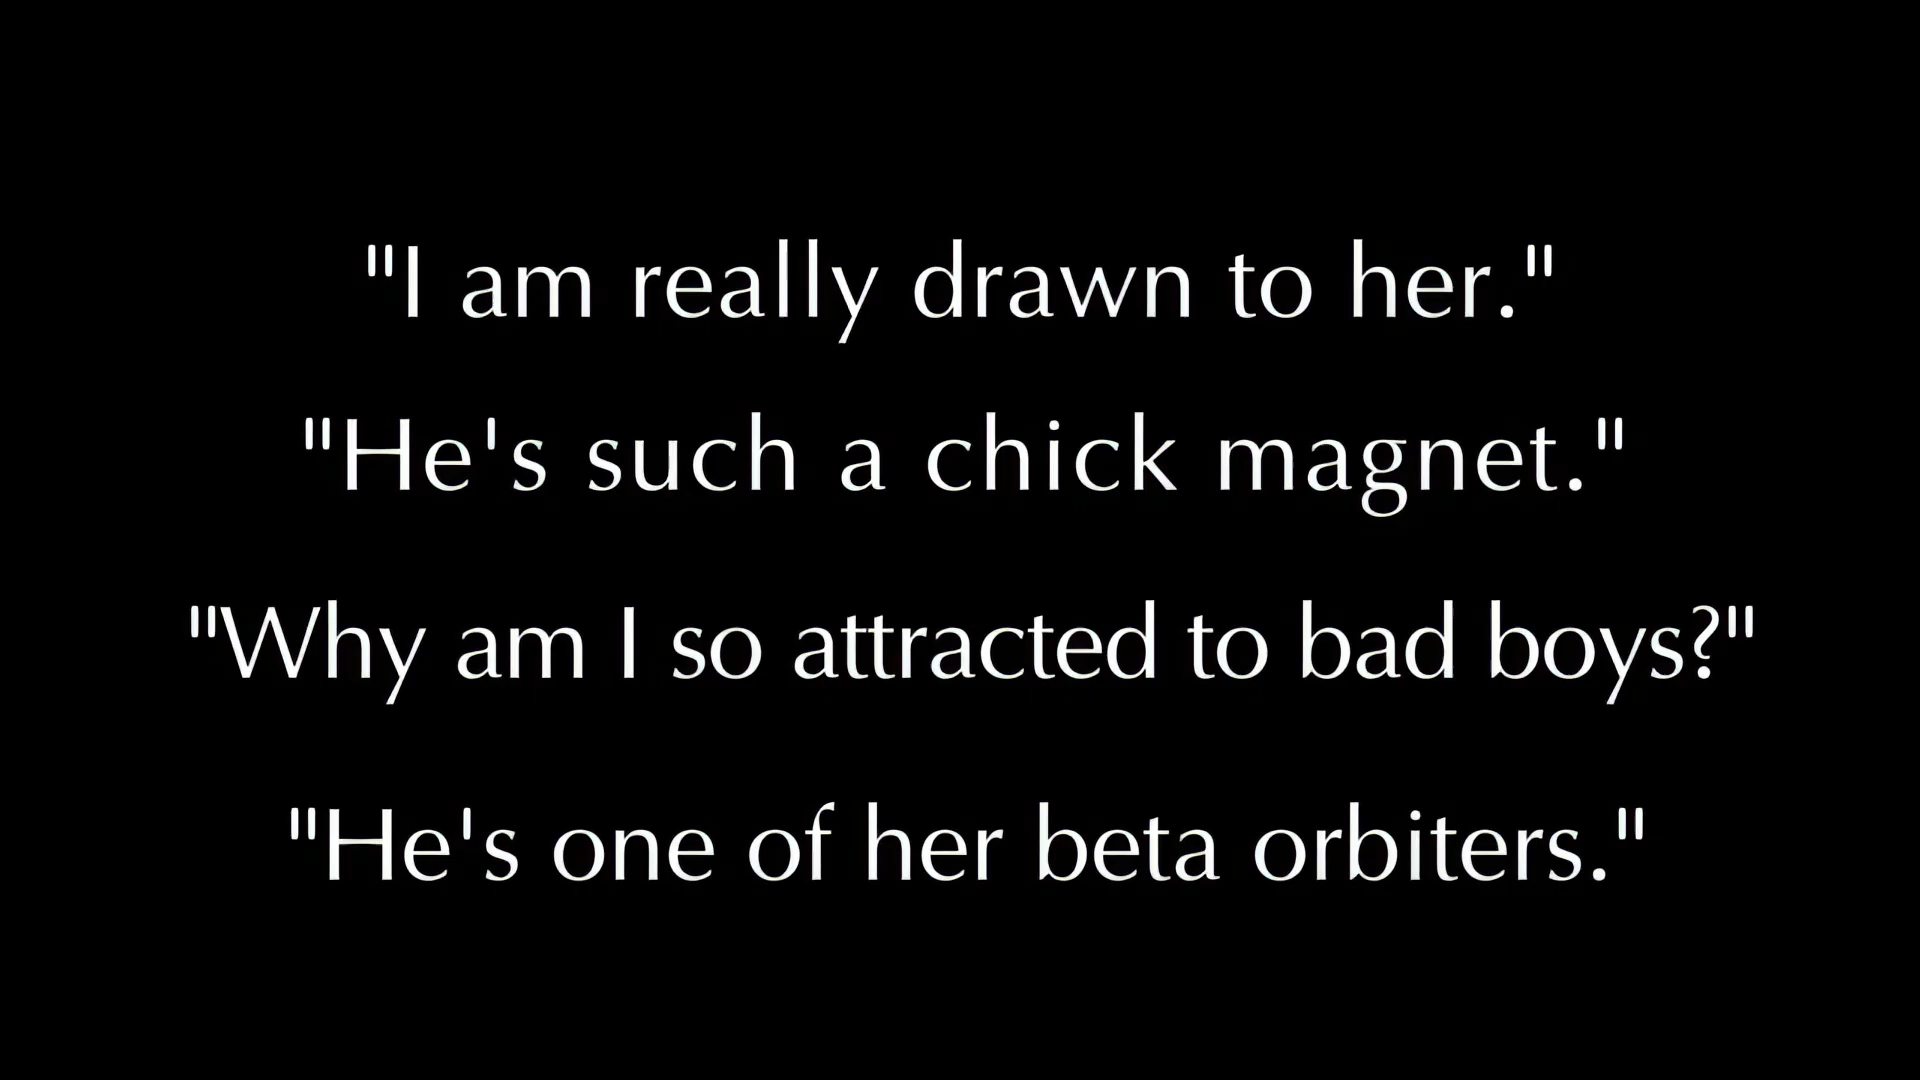 "I am really drawn to her."
"He's such a chick magnet."
"Why am I so attracted to bad boys?"
"He's one of her beta orbiters."